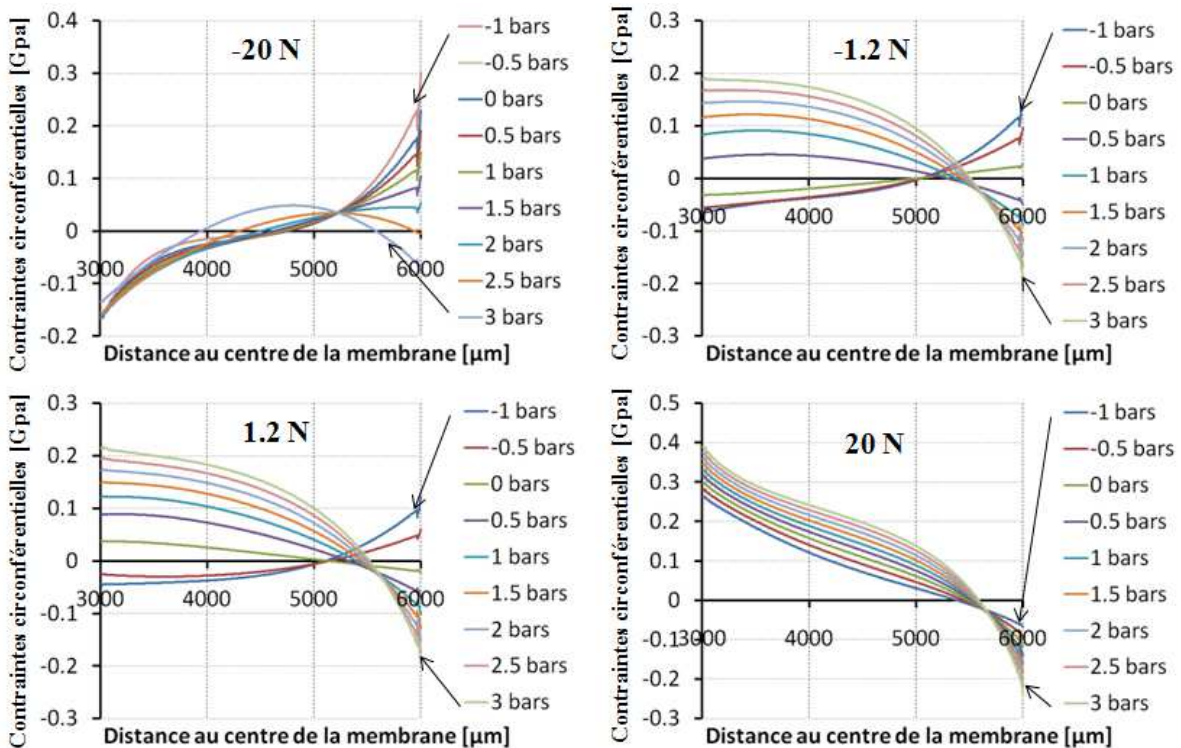 Contraintes circonférentielles [Gpa]
-20 N
0.4
0.3
0.2
0.1
0
-0.1
-0.2
3000
4000
5000
6000
Distance au centre de la membrane [µm]
-1 bars
-0.5 bars
0 bars
0.5 bars
1 bars
1.5 bars
2 bars
2.5 bars
3 bars
Contraintes circonférentielles [Gpa]
-1.2 N
0.3
0.2
0.1
0
-0.1
-0.2
-0.3
3000
4000
5000
6000
Distance au centre de la membrane [µm]
-1 bars
-0.5 bars
0 bars
0.5 bars
1 bars
1.5 bars
2 bars
2.5 bars
3 bars
Contraintes circonférentielles [Gpa]
1.2 N
0.3
0.2
0.1
0
-0.1
-0.2
-0.3
3000
4000
5000
6000
Distance au centre de la membrane [µm]
-1 bars
-0.5 bars
0 bars
0.5 bars
1 bars
1.5 bars
2 bars
2.5 bars
3 bars
Contraintes circonférentielles [Gpa]
20 N
0.5
0.4
0.3
0.2
0.1
0
-0.1
-0.2
-0.3
3000
4000
5000
6000
Distance au centre de la membrane [µm]
-1 bars
-0.5 bars
0 bars
0.5 bars
1 bars
1.5 bars
2 bars
2.5 bars
3 bars